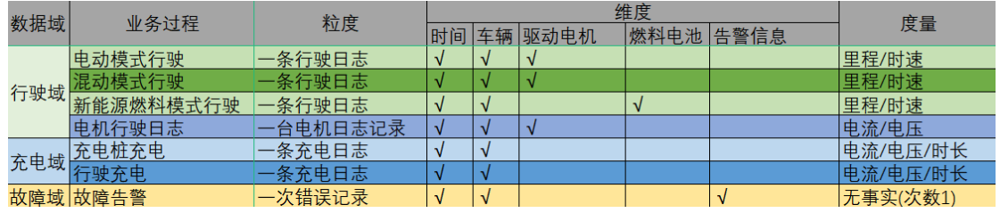 数据域 业务过程 粒度 维度 度量
时间 车辆 驱动电机 燃料电池 告警信息
行驶域 电动模式行驶 一条行驶日志 √ √ √ 里程/时速
混动模式行驶 一条行驶日志 √ √ √ 里程/时速
新能源燃料模式行驶 一条行驶日志 √ √ √ 里程/时速
电机行驶日志 一台电机日志记录 √ √ √ 电流/电压
充电域 充电桩充电 一条充电日志 √ √ 电流/电压/时长
行驶充电 一条充电日志 √ √ 电流/电压/时长
故障域 故障告警 一次错误记录 √ √ √ 无事实(次数1)